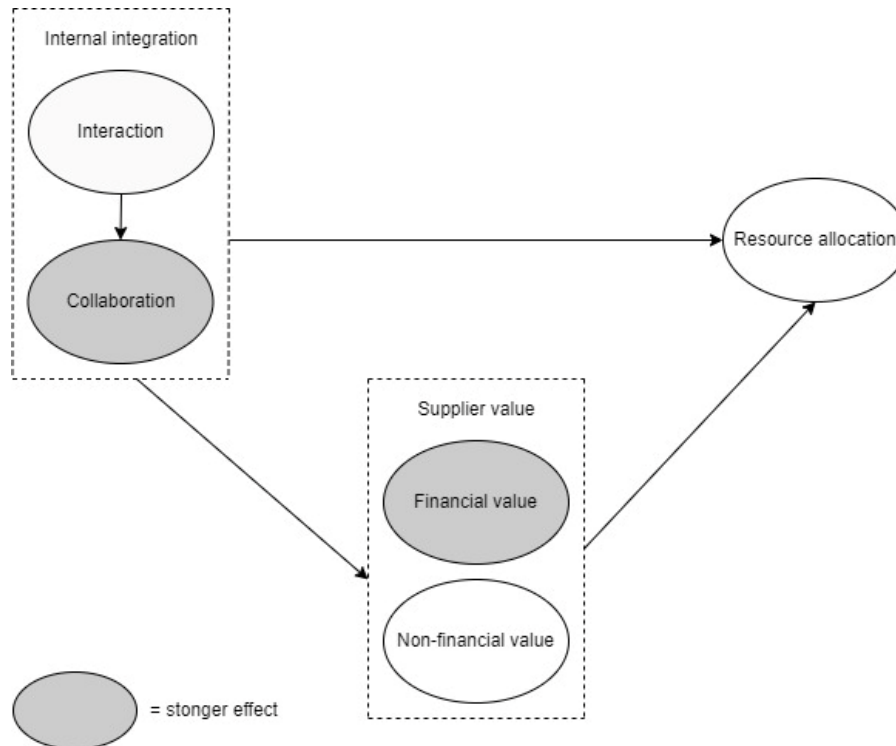 Internal integration
Interaction
Collaboration
Resource allocation
Supplier value
Financial value
Non-financial value
= stonger effect